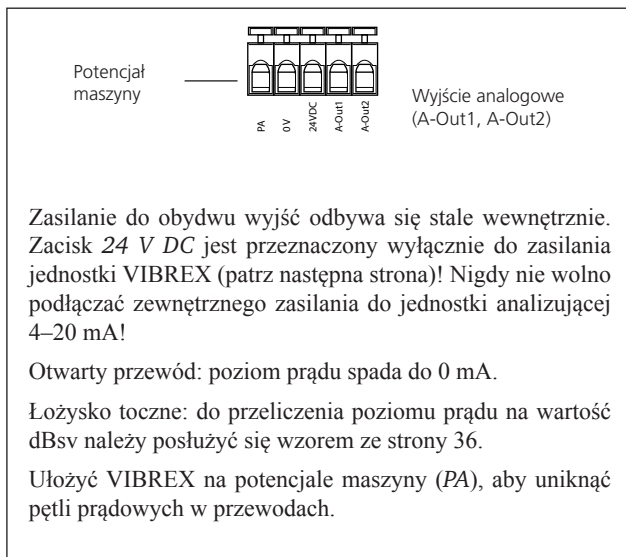 Potencjał
maszyny
PA
0V
24VDC
A-Out1
A-Out2
Wyjście analogowe
(A-Out1, A-Out2)
Zasilanie do obydwu wyjść odbywa się stale wewnętrznie.
Zacisk 24 V DC jest przeznaczony wyłącznie do zasilania
jednostki VIBREX (patrz następna strona)! Nigdy nie wolno
podłączać zewnętrznego zasilania do jednostki analizującej
4–20 mA!
Otwarty przewód: poziom prądu spada do 0 mA.
Łożysko toczne: do przeliczenia poziomu prądu na wartość
dBsv należy posłużyć się wzorem ze strony 36.
Ułożyć VIBREX na potencjale maszyny (PA), aby uniknąć
pętli prądowych w przewodach.